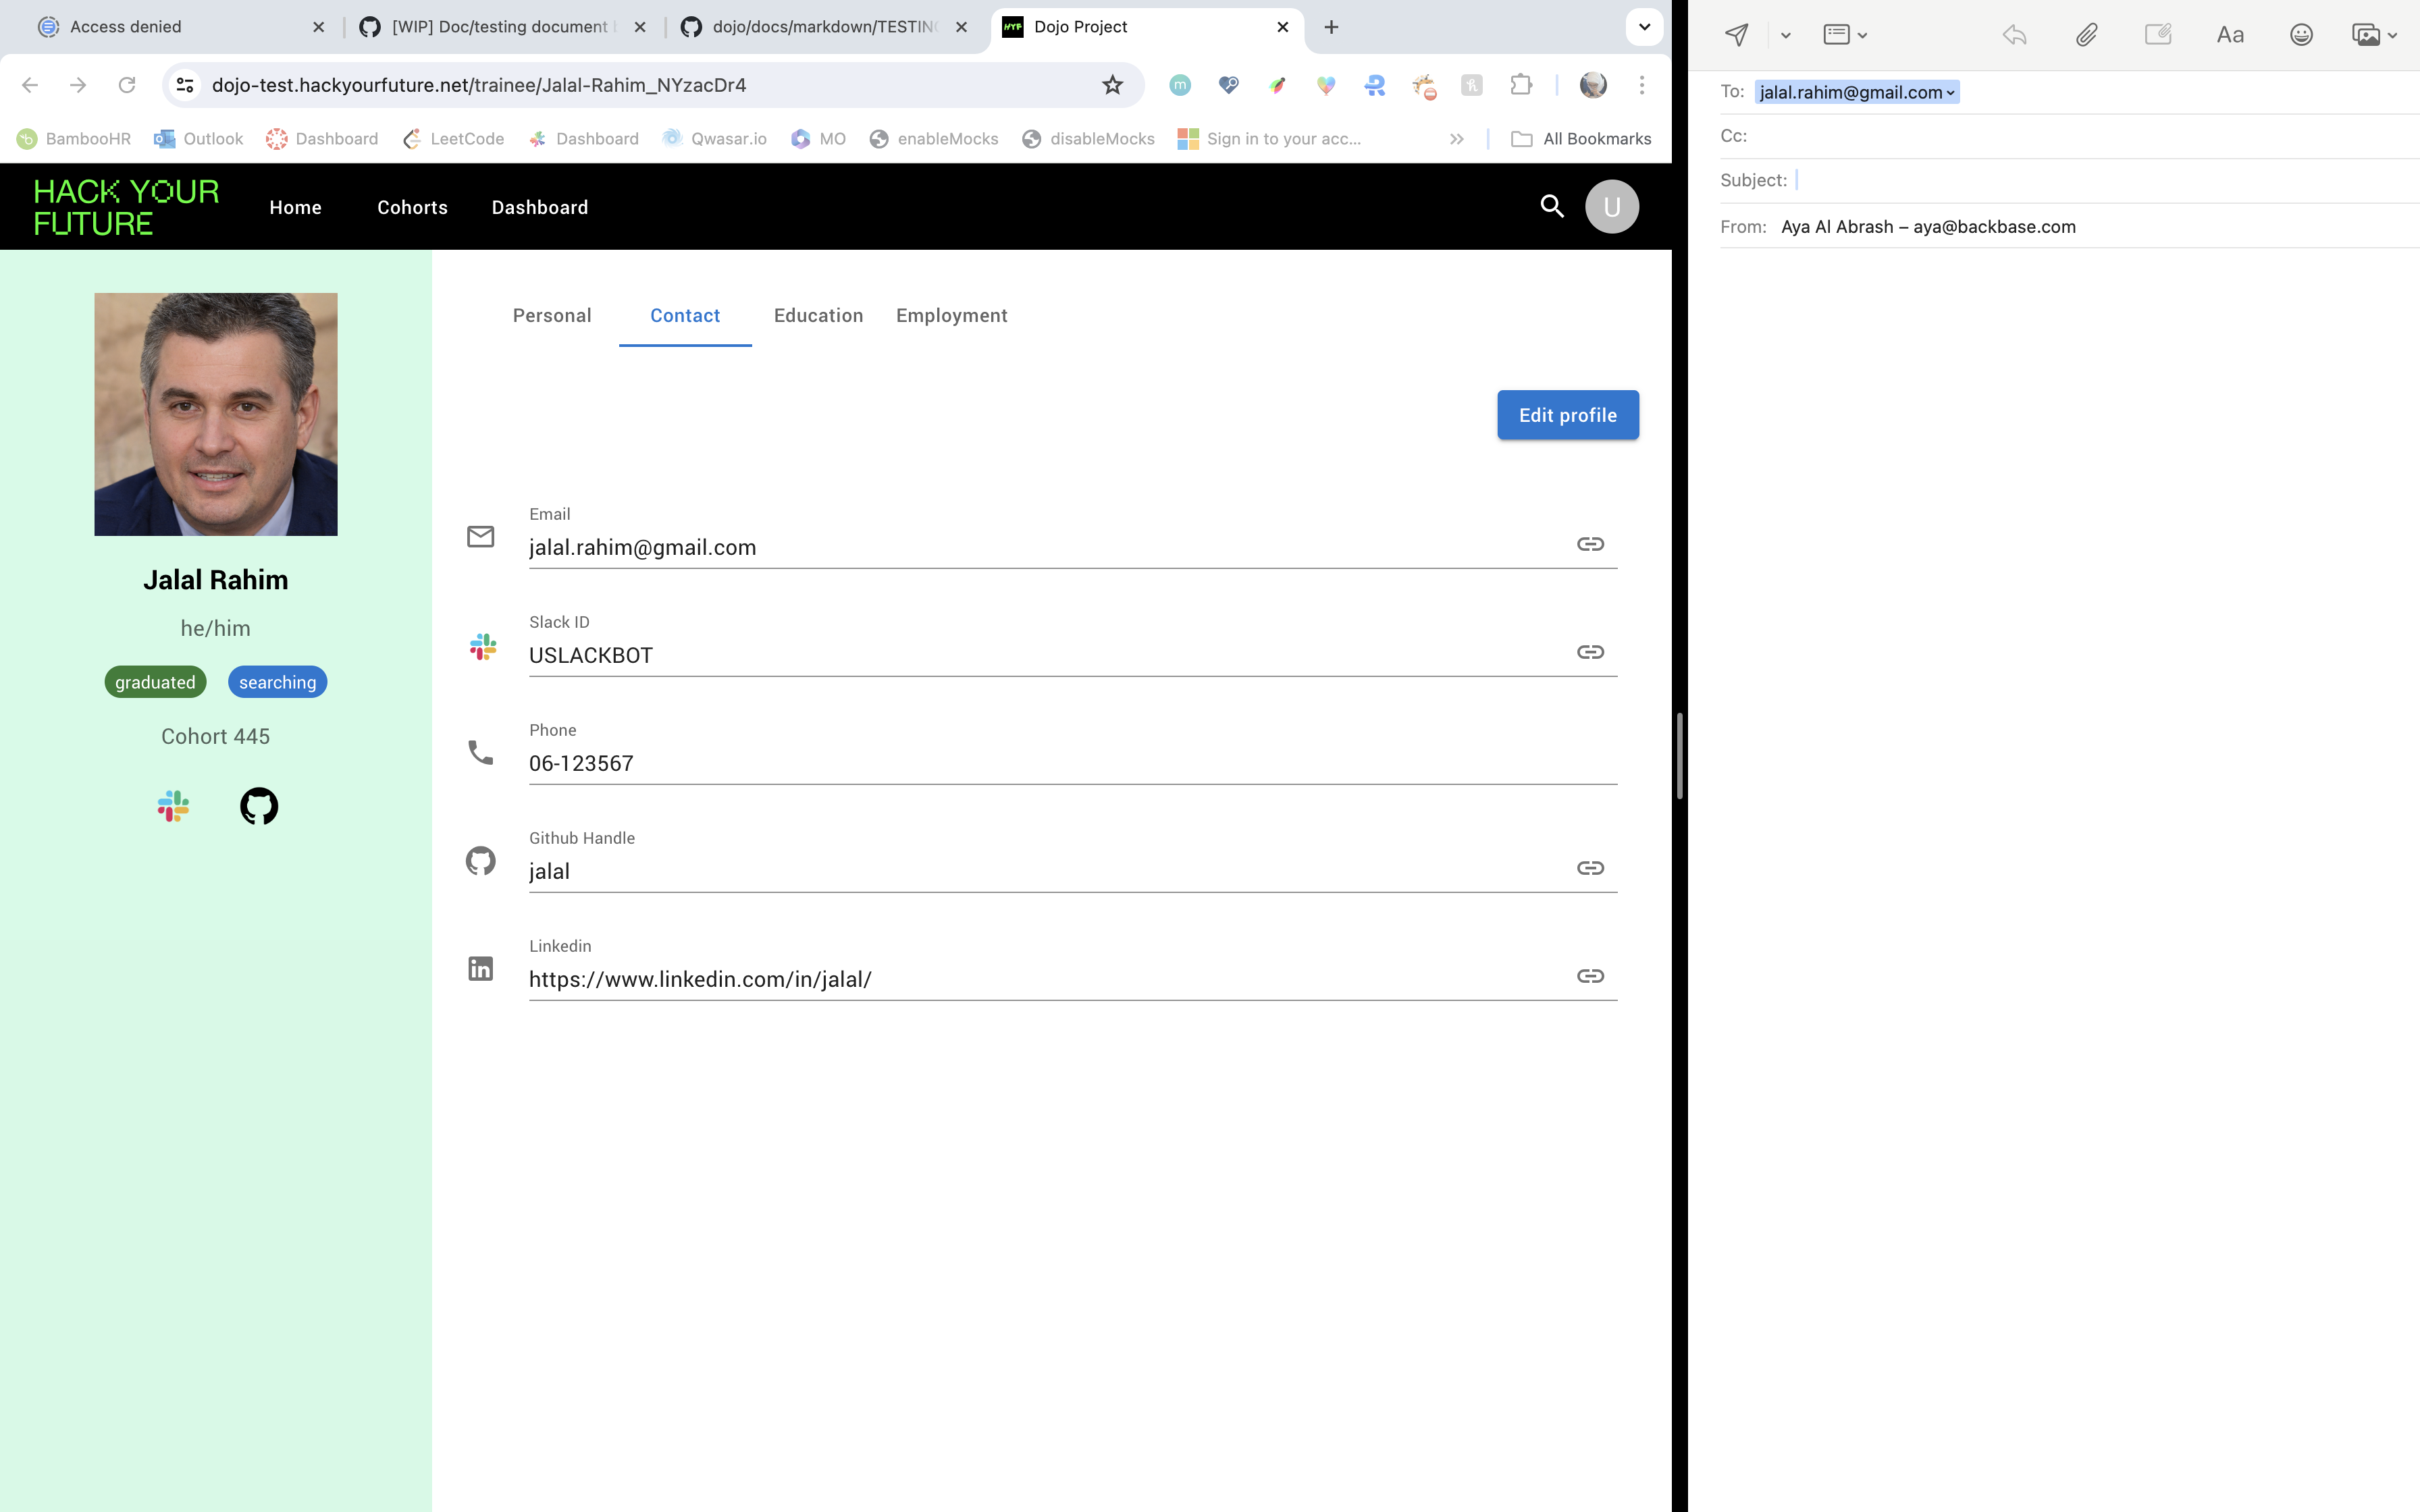 Access denied
[WIP] Doc/testing document
dojo/docs/markdown/TESTING
HYF Dojo Project
dojo-test.hackyourfuture.net/trainee/Jalal-Rahim_NYzacDr4
BambooHR Outlook Dashboard LeetCode Dashboard Qwasar.io MO enableMocks disableMocks Sign in to your acc... All Bookmarks
HACK YOUR
FUTURE
Home Cohorts Dashboard
U
Jalal Rahim
he/him
graduated searching
Cohort 445
Personal Contact Education Employment
Edit profile
Email
jalal.rahim@gmail.com
Slack ID
USLACKBOT
Phone
06-123567
Github Handle
jalal
Linkedin
https://www.linkedin.com/in/jalal/
Aa
To: jalal.rahim@gmail.com
Cc:
Subject:
From: Aya Al Abrash – aya@backbase.com